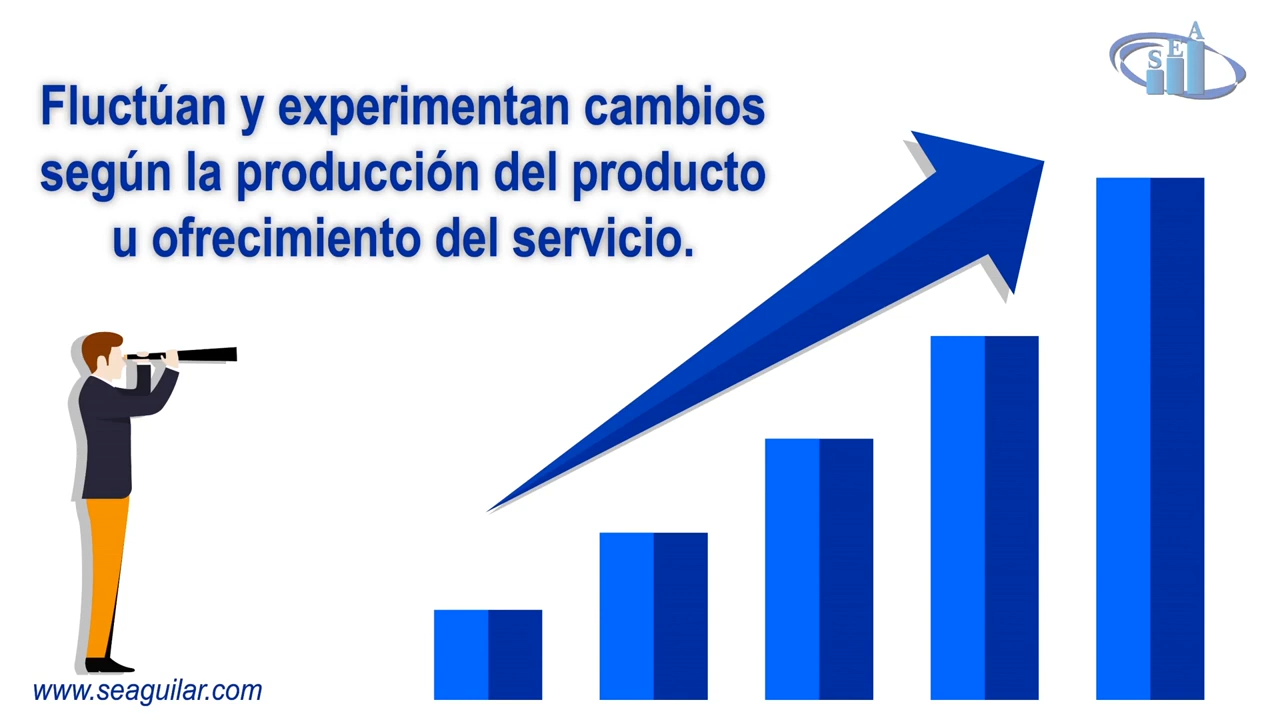 SEA
Fluctúan y experimentan cambios
según la producción del producto
u ofrecimiento del servicio.
www.seaguilar.com